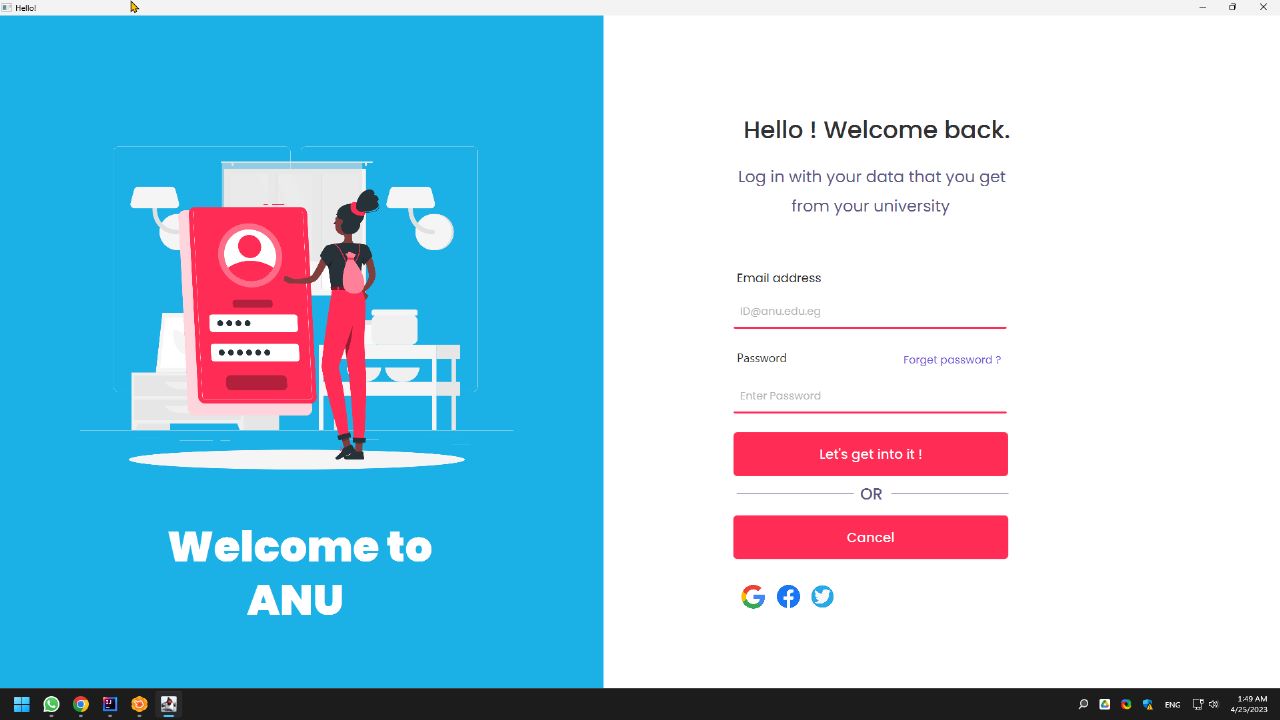 Hello!
Welcome to
ANU
Hello ! Welcome back.
Log in with your data that you get
from your university
Email address
ID@anu.edu.eg
Password
Forget password ?
Enter Password
Let's get into it !
OR
Cancel
ENG
1:49 AM
4/25/2023